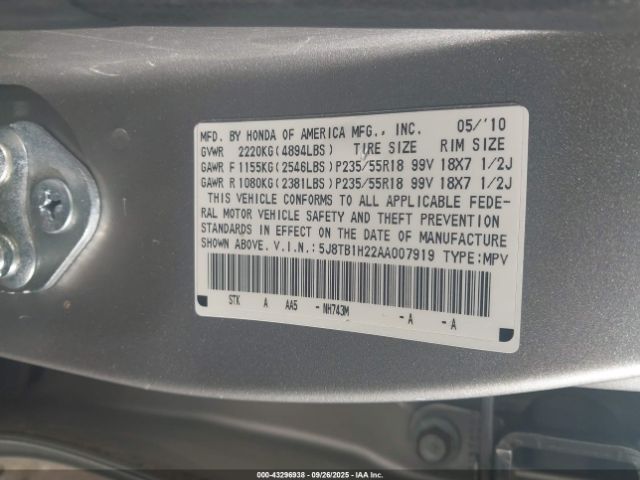 MFD. BY HONDA OF AMERICA MFG., INC. 05/'10
GVWR 2220KG(4894LBS) TIRE SIZE RIM SIZE
GAWR F 1155KG(2546LBS)P235/55R18 99V 18X7 1/2J
GAWR R 1080KG(2381LBS)P235/55R18 99V 18X7 1/2J
THIS VEHICLE CONFORMS TO ALL APPLICABLE FEDE-
RAL MOTOR VEHICLE SAFETY AND THEFT PREVENTION
STANDARDS IN EFFECT ON THE DATE OF MANUFACTURE
SHOWN ABOVE. V.I.N.:5J8TB1H22AA007919 TYPE:MPV
STK A AA5 -NH743M -A -A
000-43296938 - 09/26/2025 - IAAI.COM